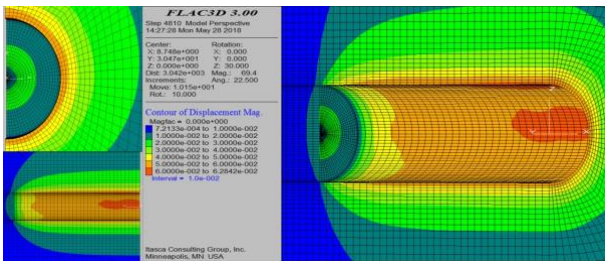 FLAC3D 3.00
Step 4810 Model Perspective
14:27:28 Mon May 28 2018
Center:
X: 8.748e+000
Y: 3.047e+001
Z: 0.000e+000
Dist: 3.042e+003
Rotation:
X: 0.000
Y: 0.000
Z: 30.000
Mag.: 69.4
Increments:
Ang.: 22.500
Move: 1.015e+001
Rot.: 10.000
Contour of Displacement Mag.
Magfac = 0.000e+000
7.2133e-004 to 1.0000e-002
1.0000e-002 to 2.0000e-002
2.0000e-002 to 3.0000e-002
3.0000e-002 to 4.0000e-002
4.0000e-002 to 5.0000e-002
5.0000e-002 to 6.0000e-002
6.0000e-002 to 6.2842e-002
Interval = 1.0e-002
Itasca Consulting Group, Inc.
Minneapolis, MN USA